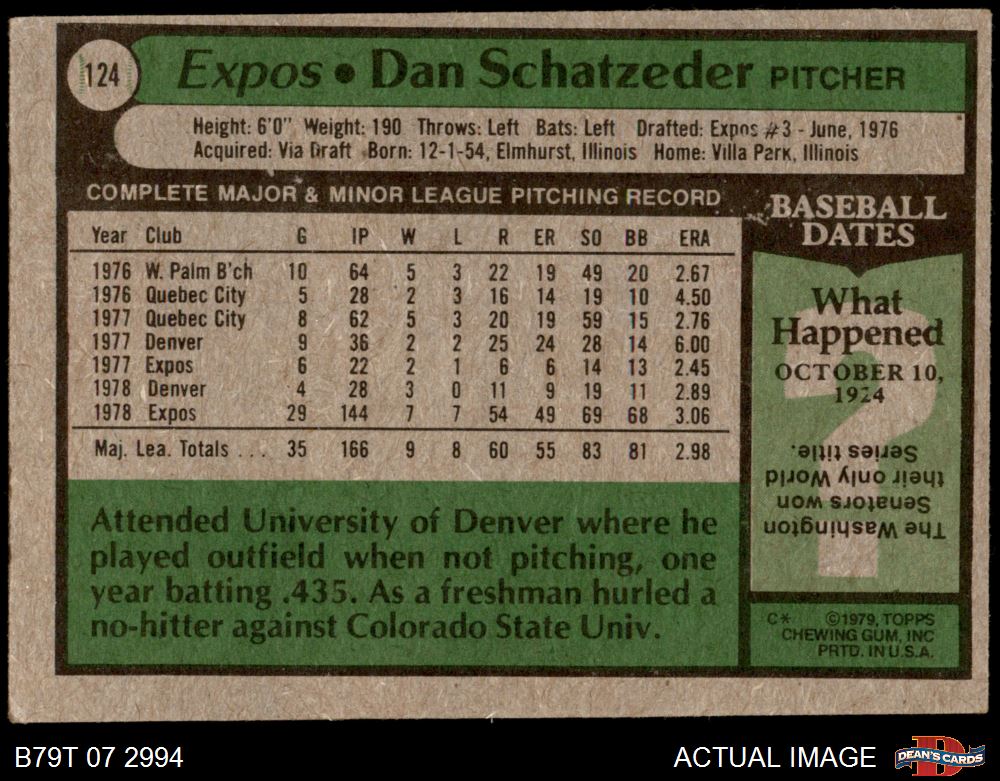 124
Expos • Dan Schatzeder PITCHER
Height: 6'0" Weight: 190 Throws: Left Bats: Left Drafted: Expos #3 - June, 1976
Acquired: Via Draft Born: 12-1-54, Elmhurst, Illinois Home: Villa Park, Illinois
COMPLETE MAJOR & MINOR LEAGUE PITCHING RECORD
Year Club G IP W L R ER SO BB ERA
1976 W. Palm B'ch 10 64 5 3 22 19 49 20 2.67
1976 Quebec City 5 28 2 3 16 14 19 10 4.50
1977 Quebec City 8 62 5 3 20 19 59 15 2.76
1977 Denver 9 36 2 2 25 24 28 14 6.00
1977 Expos 6 22 2 1 6 6 14 13 2.45
1978 Denver 4 28 3 0 11 9 19 11 2.89
1978 Expos 29 144 7 7 54 49 69 68 3.06
Maj. Lea. Totals . . . 35 166 9 8 60 55 83 81 2.98
Attended University of Denver where he
played outfield when not pitching, one
year batting .435. As a freshman hurled a
no-hitter against Colorado State Univ.
BASEBALL
DATES
What
Happened
OCTOBER 10,
1924
The Washington
Senators won
their only World
Series title.
C* ©1979, TOPPS
CHEWING GUM, INC
PRTD. IN U.S.A.
B79T 07 2994
ACTUAL IMAGE
D
DEAN'S CARDS